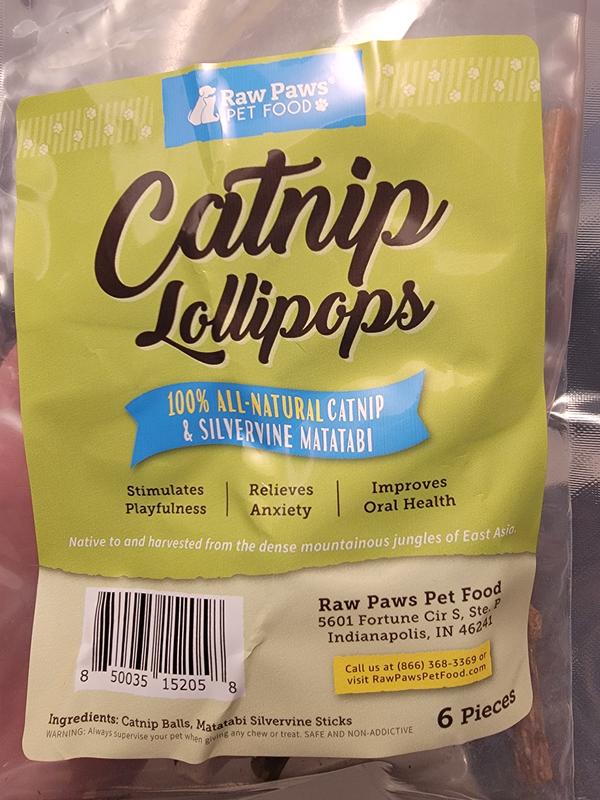 Raw Paws
PET FOOD
Catnip
Lollipops
100% ALL-NATURAL CATNIP
& SILVERVINE MATATABI
Stimulates
Playfulness
Relieves
Anxiety
Improves
Oral Health
Native to and harvested from the dense mountainous jungles of East Asia.
8 50035 15205 8
Raw Paws Pet Food
5601 Fortune Cir S, Ste. P
Indianapolis, IN 46241
Call us at (866) 368-3369 or
visit RawPawsPetFood.com
6 Pieces
Ingredients: Catnip Balls, Matatabi Silvervine Sticks
WARNING: Always supervise your pet when giving any chew or treat. SAFE AND NON-ADDICTIVE